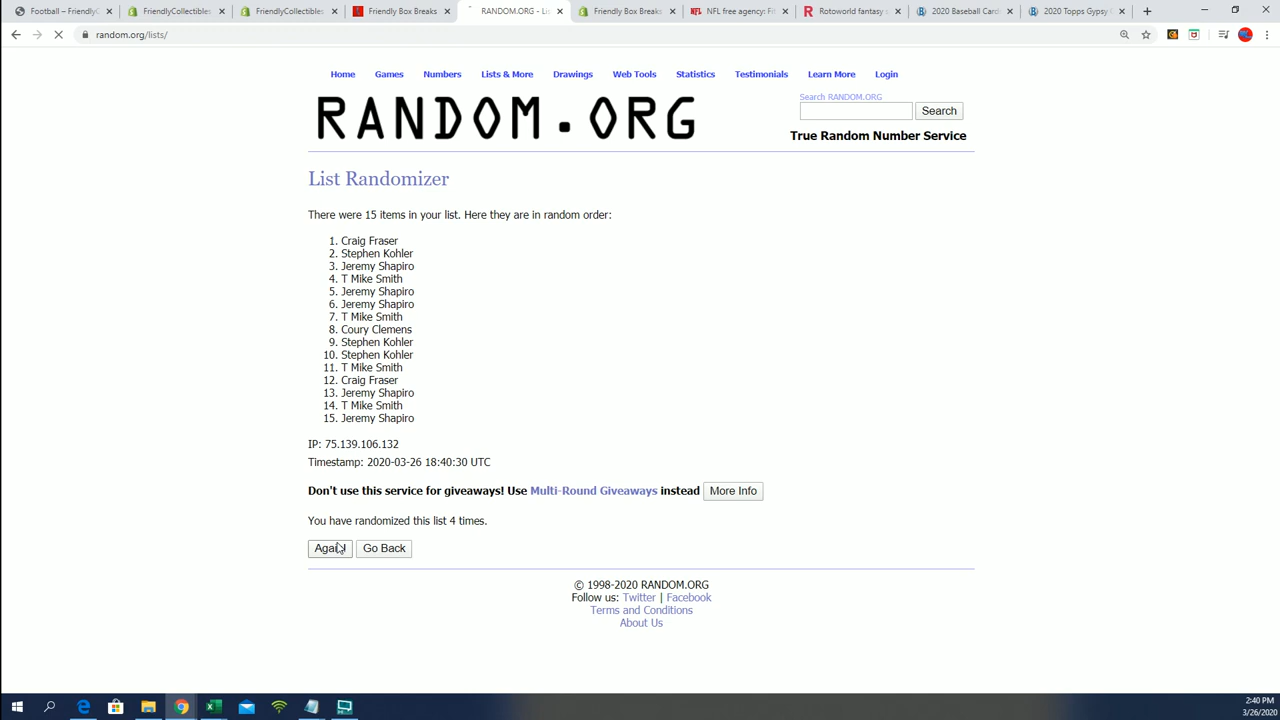 Football – FriendlyC
FriendlyCollectibles
FriendlyCollectibles
Friendly Box Breaks
RANDOM.ORG - Li
Friendly Box Breaks
NFL free agency: Fi
Rotoworld fantasy s
2020 Baseball Card
2020 Topps Gypsy
random.org/lists/
Home Games Numbers Lists & More Drawings Web Tools Statistics Testimonials Learn More Login
RANDOM.ORG
Search RANDOM.ORG
Search
True Random Number Service
List Randomizer
There were 15 items in your list. Here they are in random order:
1. Craig Fraser
2. Stephen Kohler
3. Jeremy Shapiro
4. T Mike Smith
5. Jeremy Shapiro
6. Jeremy Shapiro
7. T Mike Smith
8. Coury Clemens
9. Stephen Kohler
10. Stephen Kohler
11. T Mike Smith
12. Craig Fraser
13. Jeremy Shapiro
14. T Mike Smith
15. Jeremy Shapiro
IP: 75.139.106.132
Timestamp: 2020-03-26 18:40:30 UTC
Don't use this service for giveaways! Use Multi-Round Giveaways instead More Info
You have randomized this list 4 times.
Again! Go Back
© 1998-2020 RANDOM.ORG
Follow us: Twitter | Facebook
Terms and Conditions
About Us
2:40 PM
3/26/2020